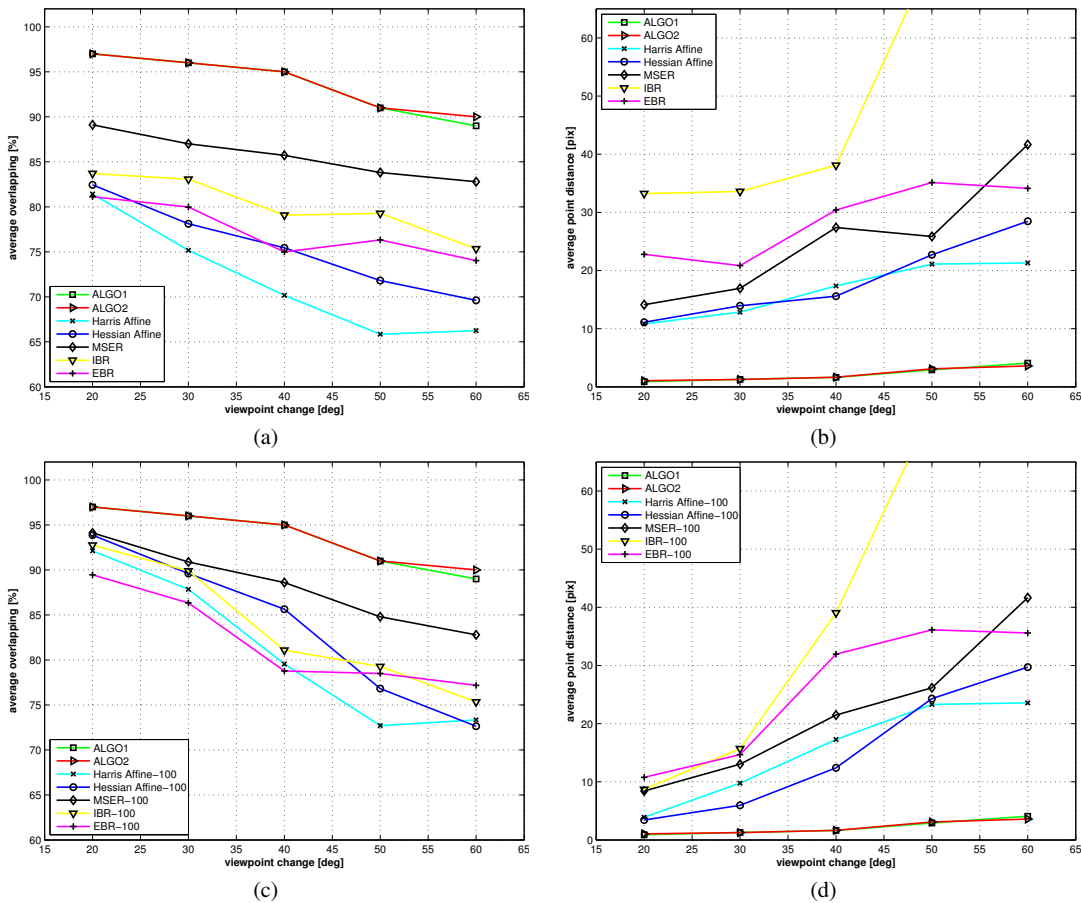 100
95
90
85
80
75
70
65
60
15 20 25 30 35 40 45 50 55 60 65
average overlapping [%]
viewpoint change [deg]
ALGO1
ALGO2
Harris Affine
Hessian Affine
MSER
IBR
EBR
(a)
60
50
40
30
20
10
0
15 20 25 30 35 40 45 50 55 60 65
average point distance [pix]
viewpoint change [deg]
ALGO1
ALGO2
Harris Affine
Hessian Affine
MSER
IBR
EBR
(b)
100
95
90
85
80
75
70
65
60
15 20 25 30 35 40 45 50 55 60 65
average overlapping [%]
viewpoint change [deg]
ALGO1
ALGO2
Harris Affine−100
Hessian Affine−100
MSER−100
IBR−100
EBR−100
(c)
60
50
40
30
20
10
0
15 20 25 30 35 40 45 50 55 60 65
average point distance [pix]
viewpoint change [deg]
ALGO1
ALGO2
Harris Affine−100
Hessian Affine−100
MSER−100
IBR−100
EBR−100
(d)